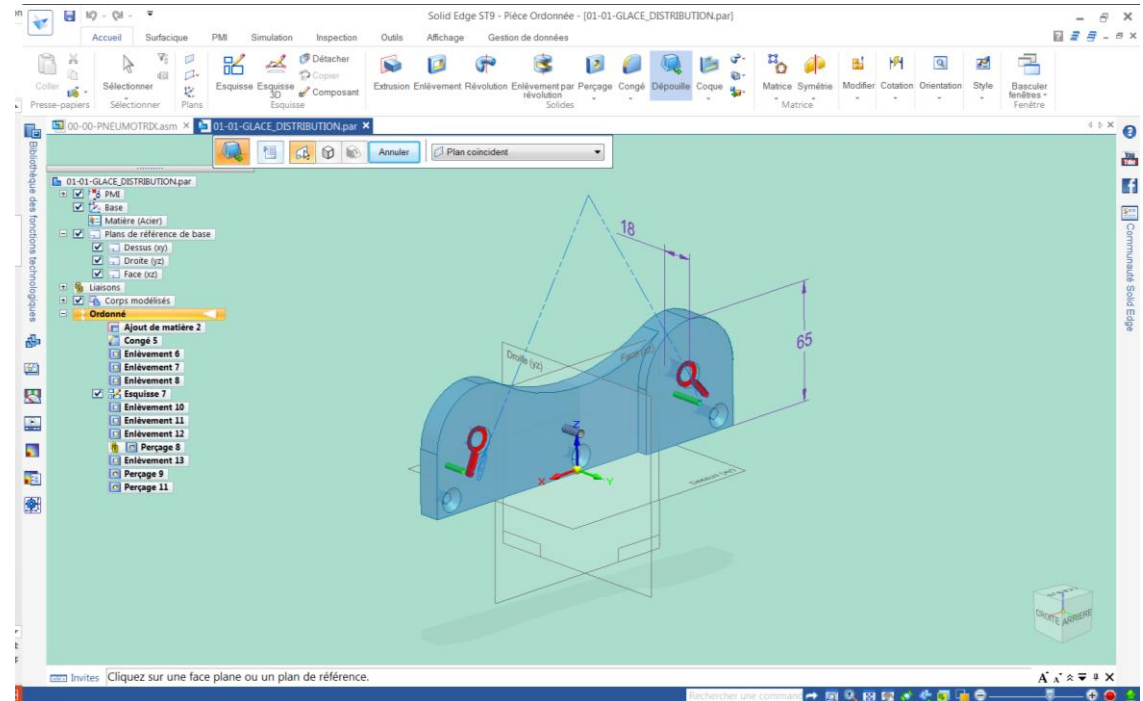 Solid Edge ST9 - Pièce Ordonnée - [01-01-GLACE_DISTRIBUTION.par]
Accueil Surfacique PMI Simulation Inspection Outils Affichage Gestion de données
Coller Sélectionner Esquisse Esquisse 3D Détacher Copier Composant Extrusion Enlèvement Révolution Enlèvement par révolution Perçage Congé Dépouille Coque Matrice Symétrie Modifier Cotation Orientation Style Basculer fenêtres
Presse-papiers Sélectionner Plans Esquisse Solides Matrice Fenêtre
00-00-PNEUMOTRIX.asm 01-01-GLACE_DISTRIBUTION.par
Annuler Plan coincident
Bibliothèque des fonctions technologiques
01-01-GLACE_DISTRIBUTION.par
PMI
Base
Matière (Acier)
Plans de référence de base
Dessus (xy)
Droite (yz)
Face (xz)
Liaisons
Corps modélisés
Ordonné
Ajout de matière 2
Congé 5
Enlèvement 6
Enlèvement 7
Enlèvement 8
Esquisse 7
Enlèvement 10
Enlèvement 11
Enlèvement 12
Perçage 8
Enlèvement 13
Perçage 9
Perçage 11
18
65
Droite (yz)
Face (xz)
Z
X
Y
DROITE ARRIERE
Communauté Solid Edge
Invites Cliquez sur une face plane ou un plan de référence.
Rechercher une command